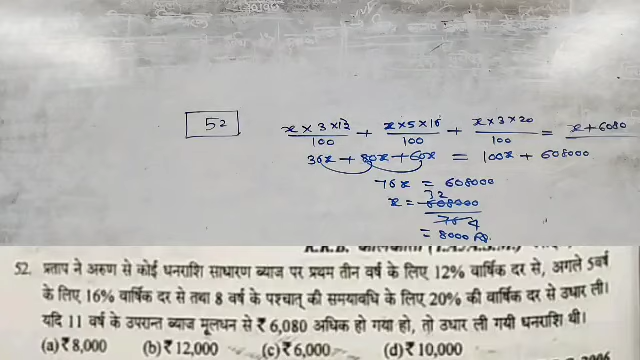 52
x × 3 × 12/100 + x × 5 × 16/100 + x × 3 × 20/100 = x + 6080
36x + 80x + 60x = 100x + 608000
76x = 608000
x = 608000/76
= 8000 Rs.
52. प्रताप ने अरुण से कोई धनराशि साधारण ब्याज पर प्रथम तीन वर्ष के लिए 12% वार्षिक दर से, अगले 5वर्ष
के लिए 16% वार्षिक दर से तथा 8 वर्ष के पश्चात् की समयावधि के लिए 20% की वार्षिक दर से उधार ली।
यदि 11 वर्ष के उपरान्त ब्याज मूलधन से ₹ 6,080 अधिक हो गया हो, तो उधार ली गयी धनराशि थी।
(a) ₹ 8,000 (b) ₹ 12,000 (c) ₹ 6,000 (d) ₹ 10,000